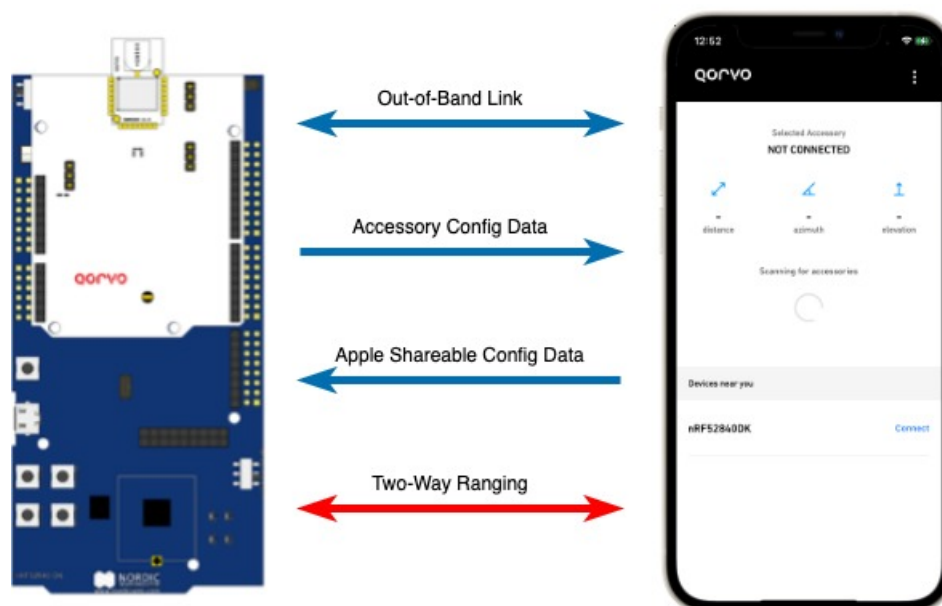 Out-of-Band Link
Accessory Config Data
Apple Shareable Config Data
Two-Way Ranging
QORVO
NORDIC
12:52
QORVO
Selected Accessory
NOT CONNECTED
- - -
distance azimuth elevation
Scanning for accessories
Devices near you
nRF52840DK Connect